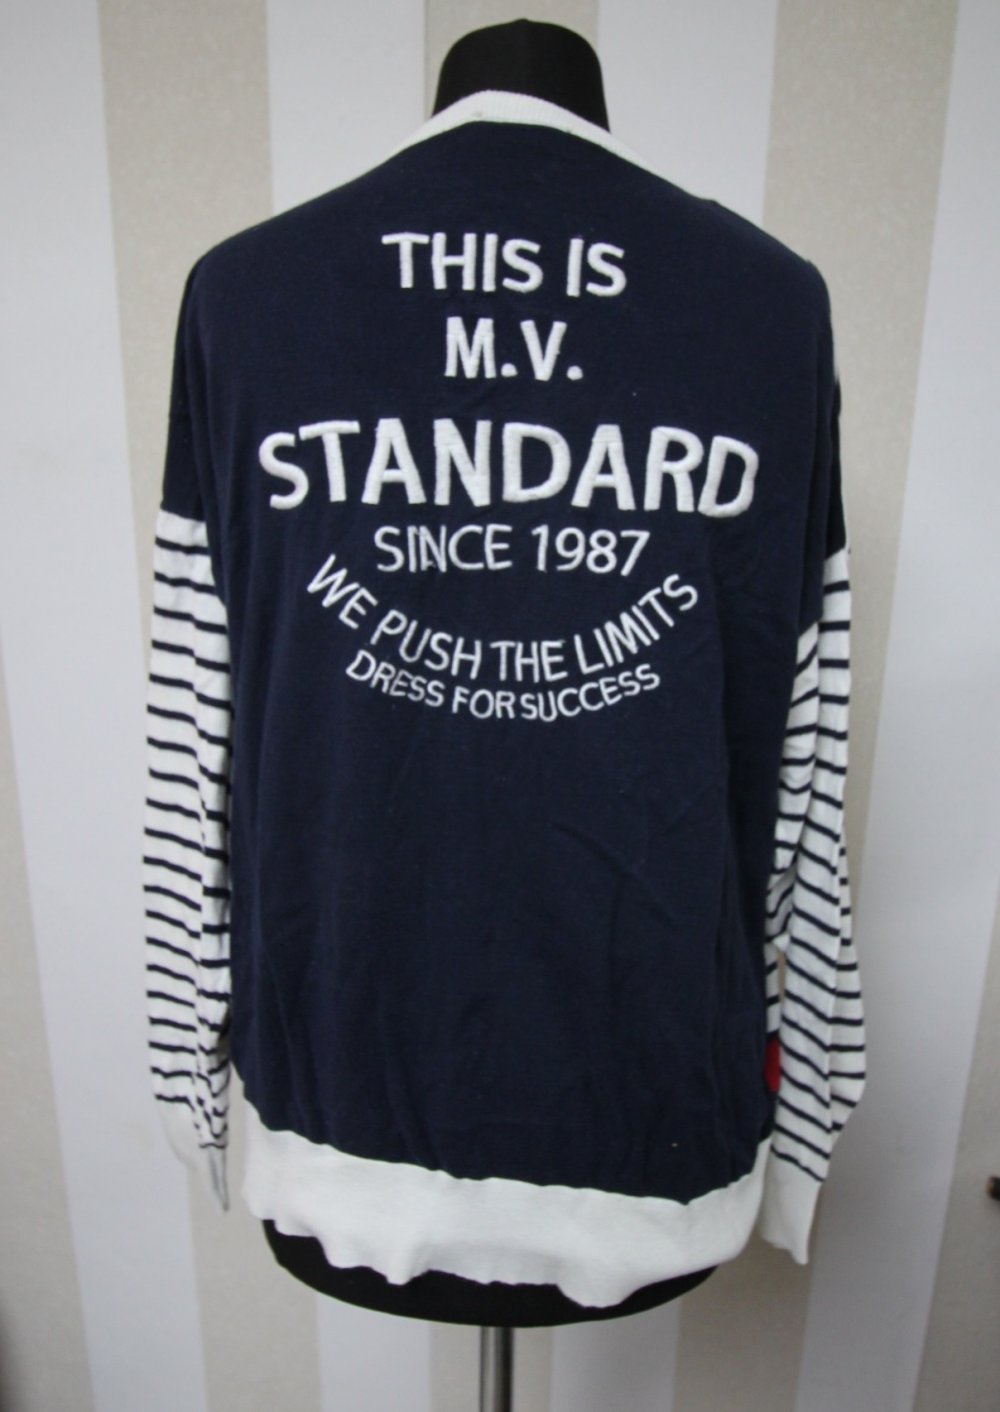 THIS IS
M.V.
STANDARD
SINCE 1987
WE PUSH THE LIMITS
DRESS FOR SUCCESS